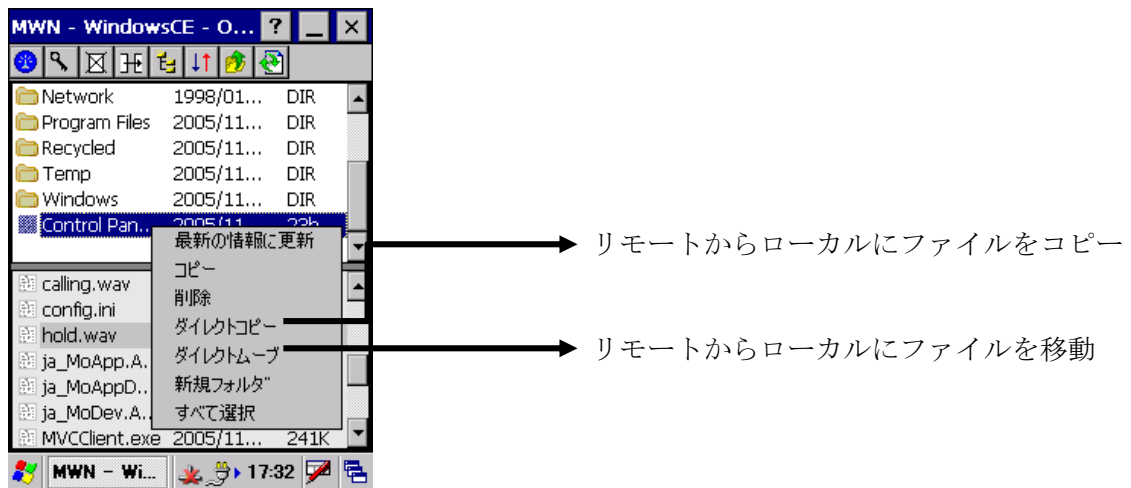 MWN - WindowsCE - O... ?
Network 1998/01... DIR
Program Files 2005/11... DIR
Recycled 2005/11... DIR
Temp 2005/11... DIR
Windows 2005/11... DIR
Control Pan...
最新の情報に更新
コピー
削除
ダイレクトコピー
ダイレクトムーブ
新規フォルダ
すべて選択
リモートからローカルにファイルをコピー
リモートからローカルにファイルを移動
calling.wav
config.ini
hold.wav
ja_MoApp.A..
ja_MoAppD..
ja_MoDev.A..
MVCClient.exe 2005/11... 241K
MWN - Wi... 17:32